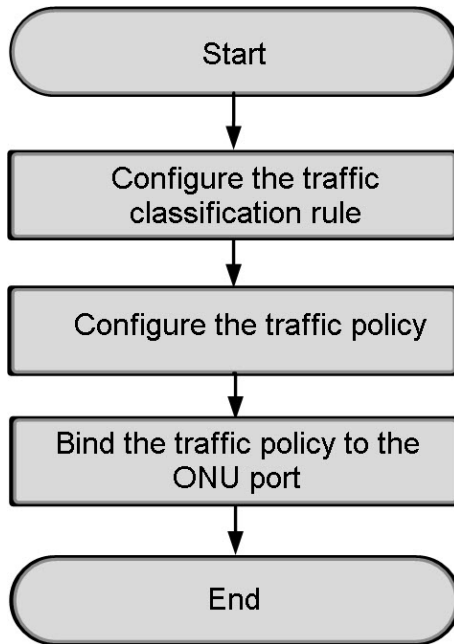 Start
Configure the traffic
classification rule
Configure the traffic policy
Bind the traffic policy to the
ONU port
End